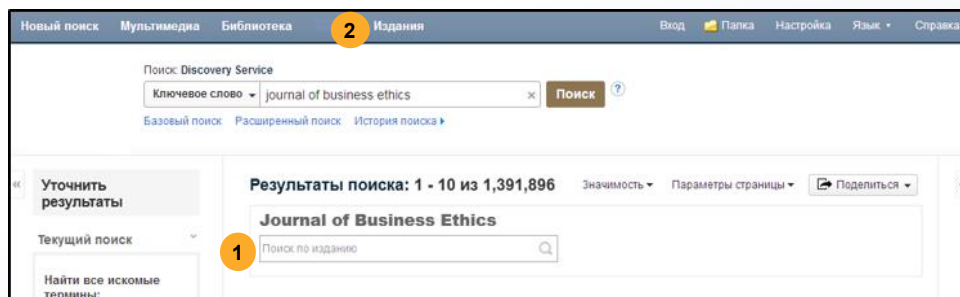 Новый поиск Мультимедиа Библиотека 2 Издания Вход Папка Настройка Язык Справка
Поиск: Discovery Service
Ключевое слово journal of business ethics × Поиск ?
Базовый поиск Расширенный поиск История поиска
« Уточнить результаты
Результаты поиска: 1 - 10 из 1,391,896 Значимость Параметры страницы Поделиться
Journal of Business Ethics
Текущий поиск
1 Поиск по изданию
Найти все искомые
термины: